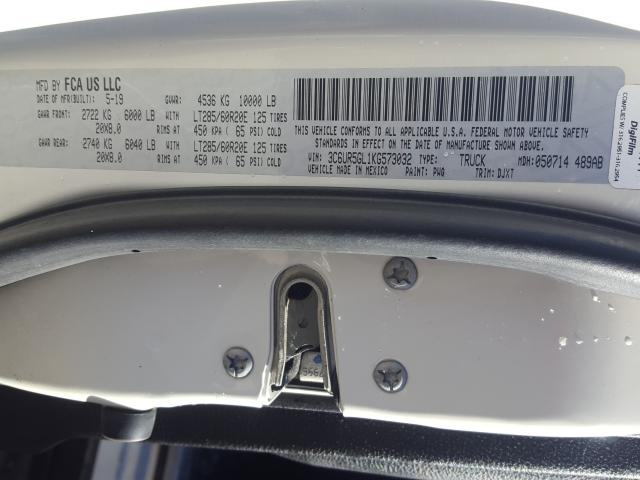 MFD BY FCA US LLC
DATE OF MFR(BUILT): 5-19 GVWR: 4536 KG 10000 LB
GAWR FRONT: 2722 KG 6000 LB WITH LT285/60R20E 125 TIRES
20X8.0 RIMS AT 450 KPA ( 65 PSI) COLD
GAWR REAR: 2740 KG 6040 LB WITH LT285/60R20E 125 TIRES
20X8.0 RIMS AT 450 KPA ( 65 PSI) COLD
THIS VEHICLE CONFORMS TO ALL APPLICABLE U.S.A. FEDERAL MOTOR VEHICLE SAFETY
STANDARDS IN EFFECT ON THE DATE OF MANUFACTURE SHOWN ABOVE.
VIN: 3C6UR5GL1KG573032 TYPE: TRUCK MDH: 050714 489AB
VEHICLE MADE IN MEXICO PAINT: PWG TRIM: DJXT
DigiFilm